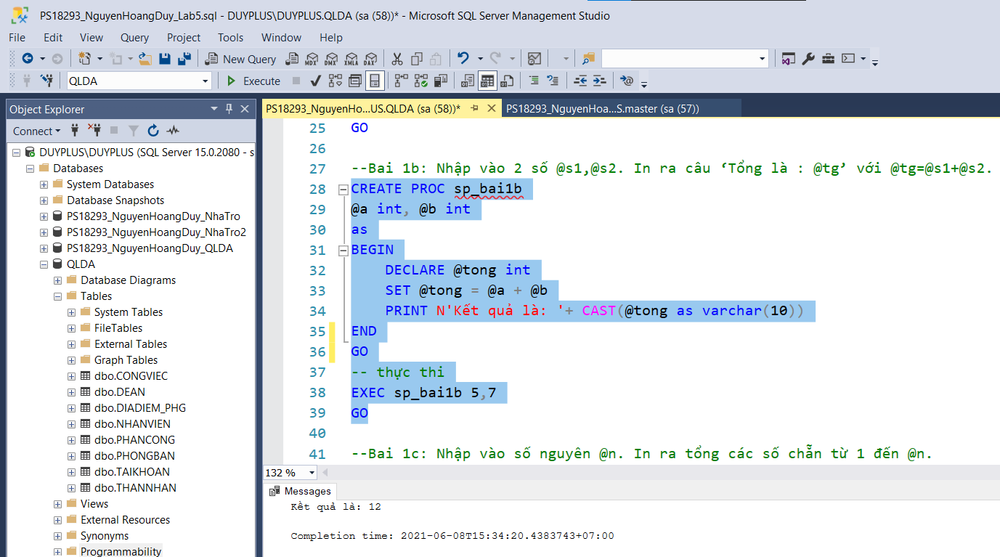 PS18293_NguyenHoangDuy_Lab5.sql - DUYPLUS\DUYPLUS.QLDA (sa (58))* - Microsoft SQL Server Management Studio
File Edit View Query Project Tools Window Help
New Query MDX DMX XMLA DAX
QLDA Execute
Object Explorer
Connect
DUYPLUS\DUYPLUS (SQL Server 15.0.2080 - s
Databases
System Databases
Database Snapshots
PS18293_NguyenHoangDuy_NhaTro
PS18293_NguyenHoangDuy_NhaTro2
PS18293_NguyenHoangDuy_QLDA
QLDA
Database Diagrams
Tables
System Tables
FileTables
External Tables
Graph Tables
dbo.CONGVIEC
dbo.DEAN
dbo.DIADIEM_PHG
dbo.NHANVIEN
dbo.PHANCONG
dbo.PHONGBAN
dbo.TAIKHOAN
dbo.THANNHAN
Views
External Resources
Synonyms
Programmability
PS18293_NguyenHo...US.QLDA (sa (58))* PS18293_NguyenHoa...S.master (sa (57))
25 GO
26
27 --Bai 1b: Nhập vào 2 số @s1,@s2. In ra câu ‘Tổng là : @tg’ với @tg=@s1+@s2.
28 CREATE PROC sp_bai1b
29 @a int, @b int
30 as
31 BEGIN
32 DECLARE @tong int
33 SET @tong = @a + @b
34 PRINT N'Kết quả là: '+ CAST(@tong as varchar(10))
35 END
36 GO
37 -- thực thi
38 EXEC sp_bai1b 5,7
39 GO
40
41 --Bai 1c: Nhập vào số nguyên @n. In ra tổng các số chẵn từ 1 đến @n.
132 %
Messages
Kết quả là: 12
Completion time: 2021-06-08T15:34:20.4383743+07:00